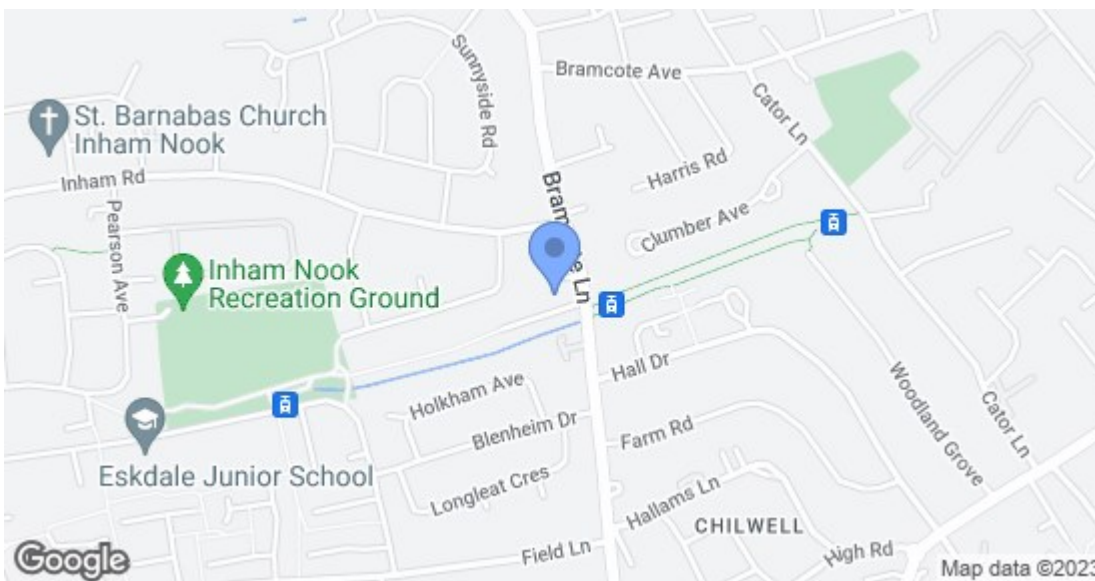 Sunnyside Rd
Bramcote Ave
Cator Ln
St. Barnabas Church
Inham Nook
Harris Rd
Inham Rd
Pearson Ave
Clumber Ave
Inham Nook
Recreation Ground
Hall Dr
Holkham Ave
Woodland Grove
Cator Ln
Blenheim Dr
Farm Rd
Eskdale Junior School
Longleat Cres
Hallams Ln
CHILWELL
Field Ln
High Rd
Google
Map data ©2023